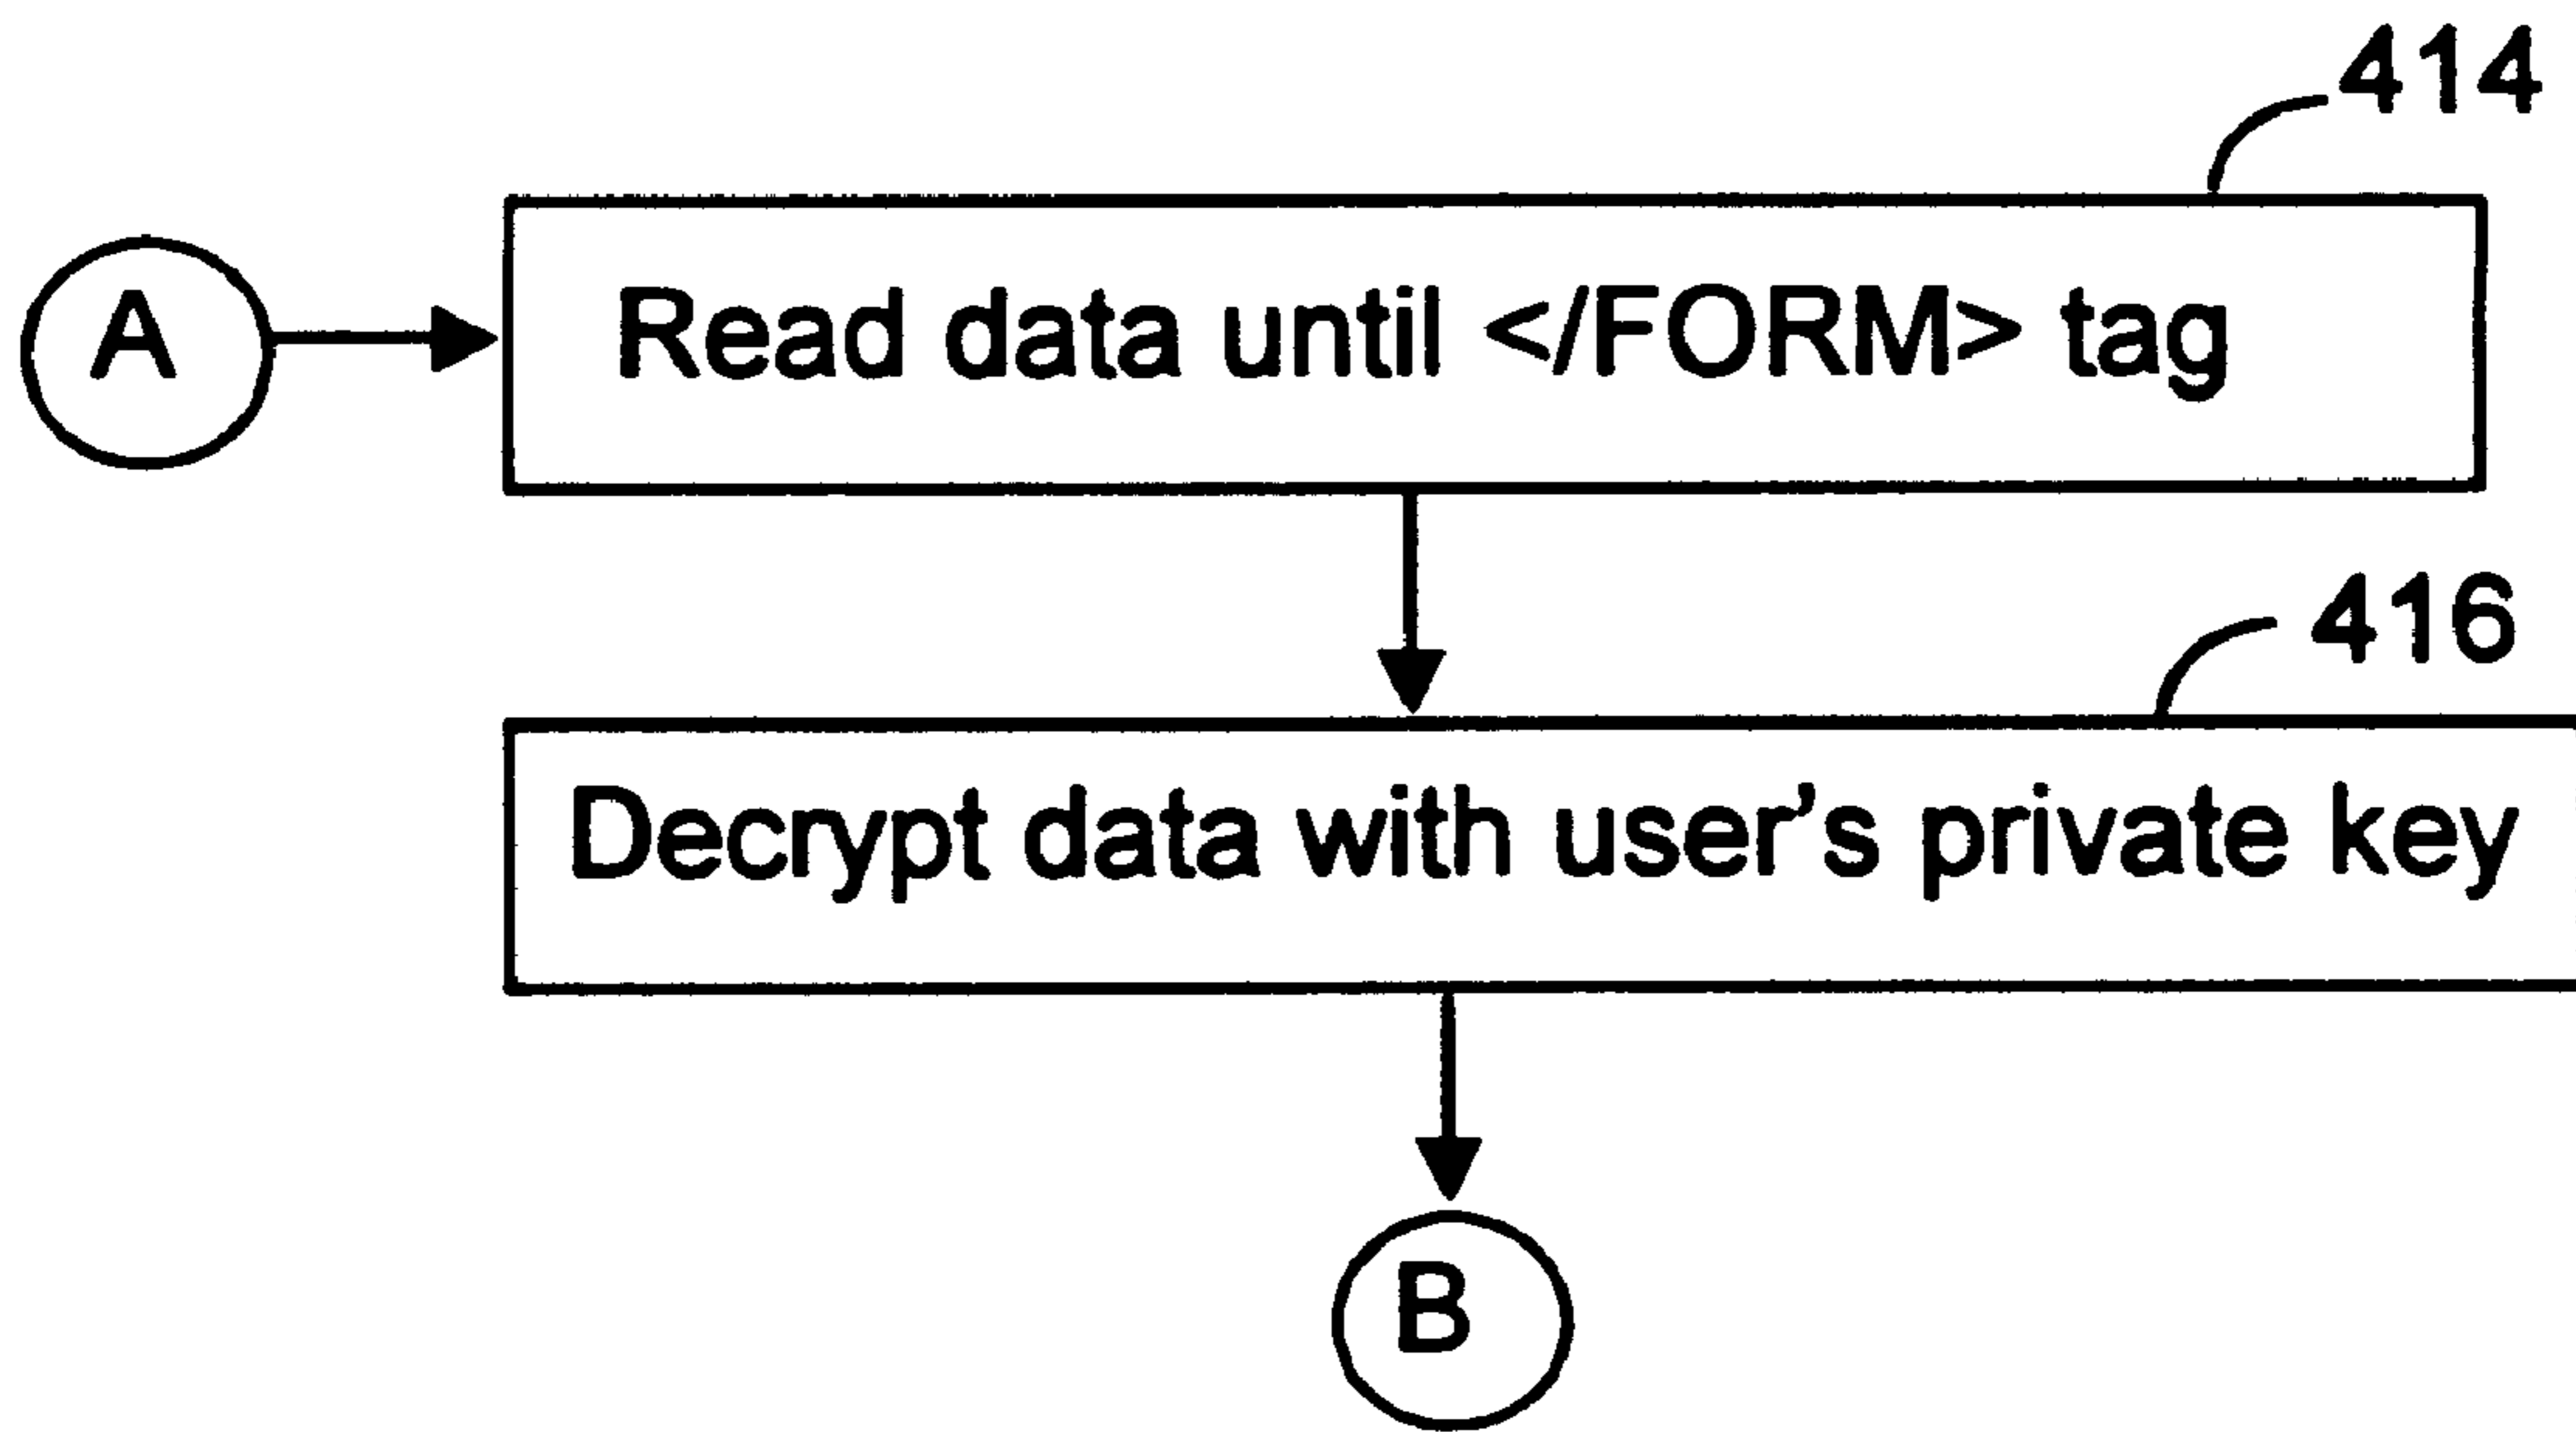 414
A
Read data until </FORM> tag
416
Decrypt data with user's private key
B